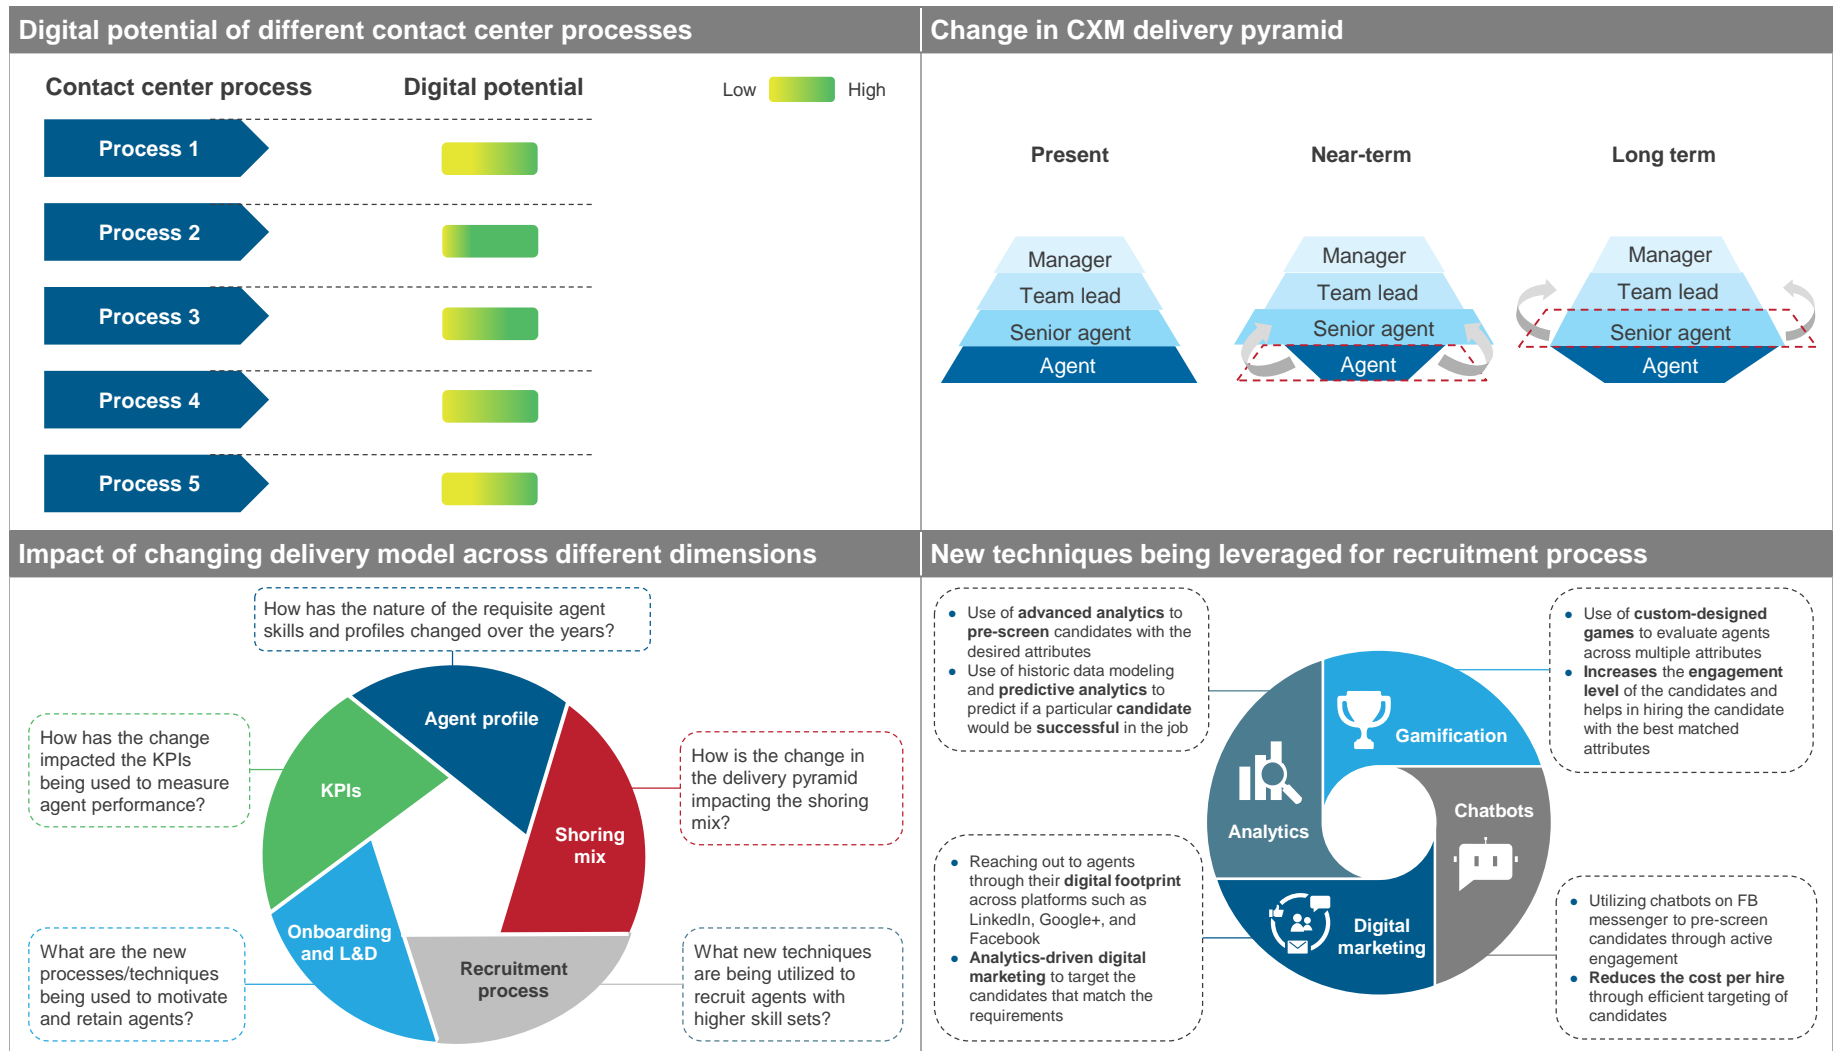 Digital potential of different contact center processes
Contact center process
Digital potential
Low
High
Process 1
Process 2
Process 3
Process 4
Process 5
Change in CXM delivery pyramid
Present
Near-term
Long term
Manager
Team lead
Senior agent
Agent
Manager
Team lead
Senior agent
Agent
Manager
Team lead
Senior agent
Agent
Impact of changing delivery model across different dimensions
How has the nature of the requisite agent
skills and profiles changed over the years?
How has the change
impacted the KPIs
being used to measure
agent performance?
How is the change in
the delivery pyramid
impacting the shoring
mix?
What are the new
processes/techniques
being used to motivate
and retain agents?
What new techniques
are being utilized to
recruit agents with
higher skill sets?
Agent profile
KPIs
Shoring
mix
Onboarding
and L&D
Recruitment
process
New techniques being leveraged for recruitment process
● Use of advanced analytics to
pre-screen candidates with the
desired attributes
● Use of historic data modeling
and predictive analytics to
predict if a particular candidate
would be successful in the job
● Use of custom-designed
games to evaluate agents
across multiple attributes
● Increases the engagement
level of the candidates and
helps in hiring the candidate
with the best matched
attributes
Gamification
Chatbots
Analytics
Digital
marketing
● Reaching out to agents
through their digital footprint
across platforms such as
LinkedIn, Google+, and
Facebook
● Analytics-driven digital
marketing to target the
candidates that match the
requirements
● Utilizing chatbots on FB
messenger to pre-screen
candidates through active
engagement
● Reduces the cost per hire
through efficient targeting of
candidates